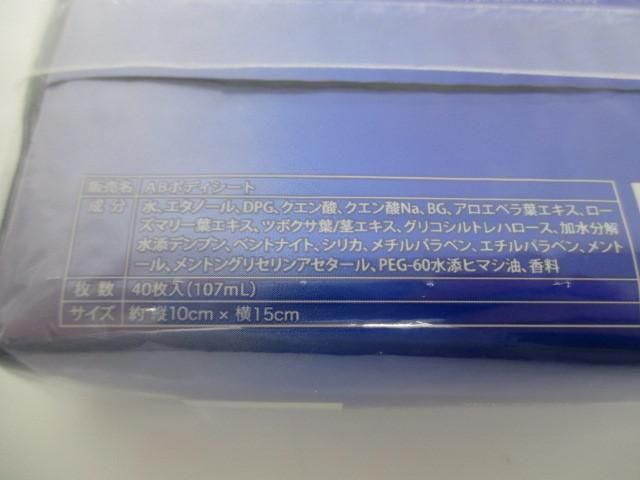 販売名 ABボディシート
成分 水、エタノール、DPG、クエン酸、クエン酸Na、BG、アロエベラ葉エキス、ロー
ズマリー葉エキス、ツボクサ葉/茎エキス、グリコシルトレハロース、加水分解
水添デンプン、ベントナイト、シリカ、メチルパラベン、エチルパラベン、メント
ール、メントングリセリンアセタール、PEG-60水添ヒマシ油、香料
枚数 40枚入(107mL)
サイズ 約 縦10cm × 横15cm